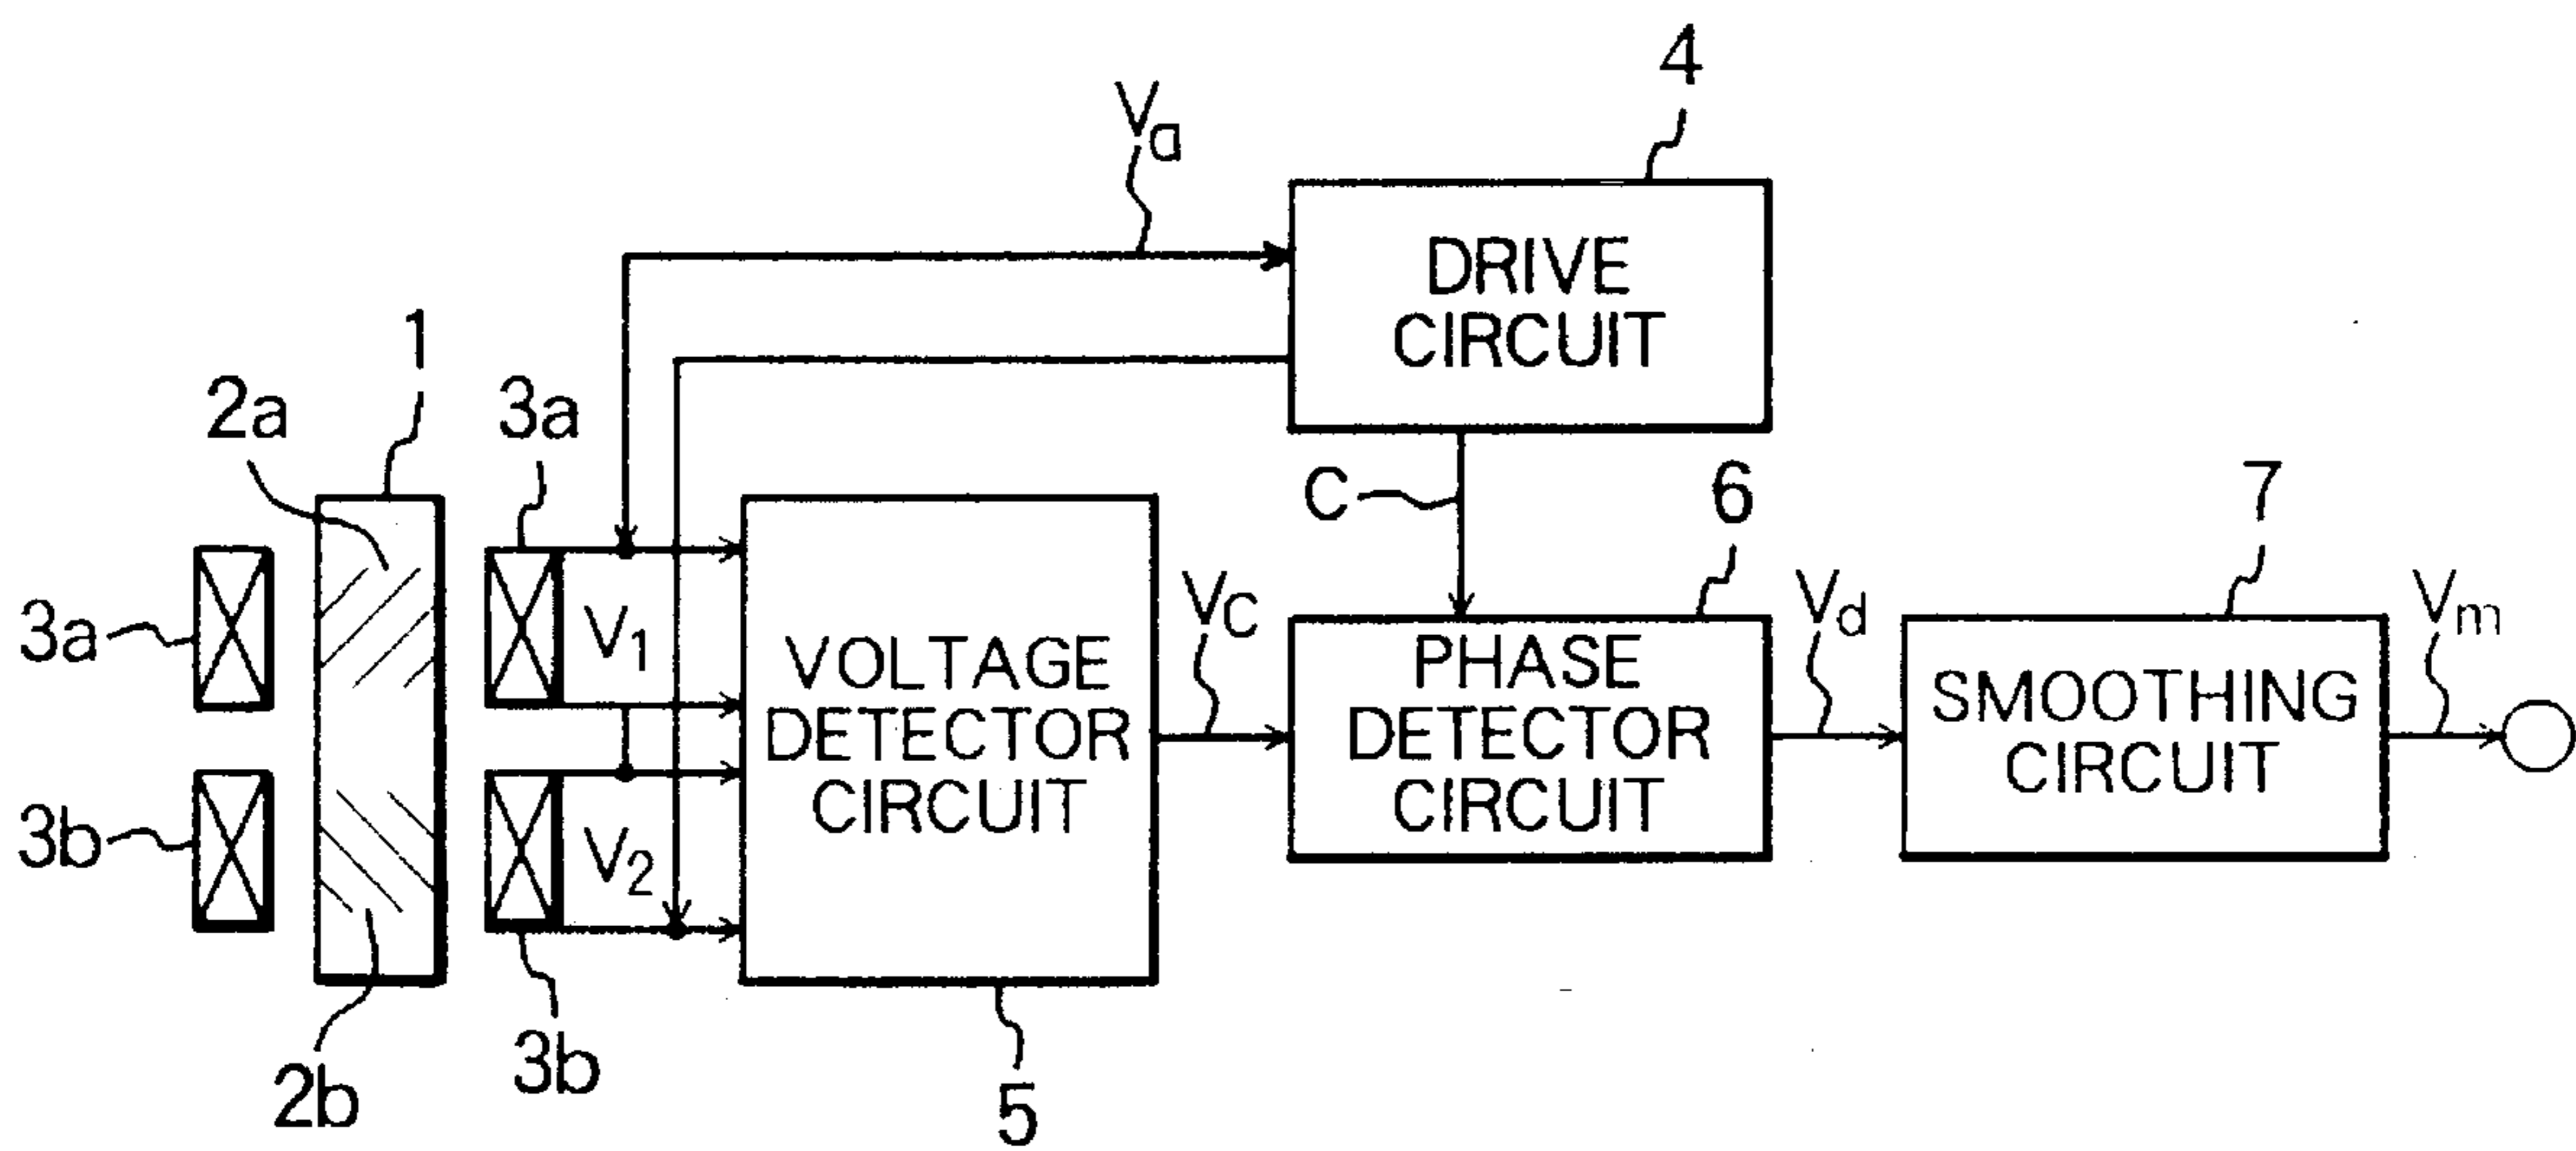 4
Va
DRIVE
CIRCUIT
1
2a
3a
C
6
7
3a
V1
VOLTAGE
DETECTOR
CIRCUIT
VC
PHASE
DETECTOR
CIRCUIT
Vd
SMOOTHING
CIRCUIT
Vm
3b
V2
2b
3b
5